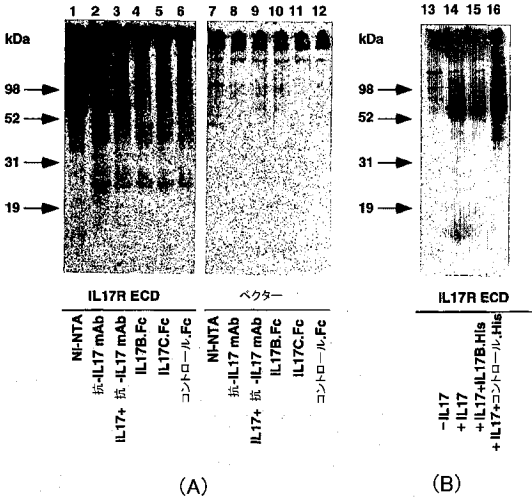 1 2 3 4 5 6 7 8 9 10 11 12
kDa
98
52
31
19
IL17R ECD
ベクター
Ni-NTA
抗-IL17 mAb
IL17+ 抗-IL17 mAb
IL17B.Fc
IL17C.Fc
コントロール.Fc
Ni-NTA
抗-IL17 mAb
IL17+ 抗-IL17 mAb
IL17B.Fc
IL17C.Fc
コントロール.Fc
(A)
13 14 15 16
kDa
98
52
31
19
IL17R ECD
-IL17
+IL17
+IL17+IL17B.His
+IL17+コントロール.His
(B)